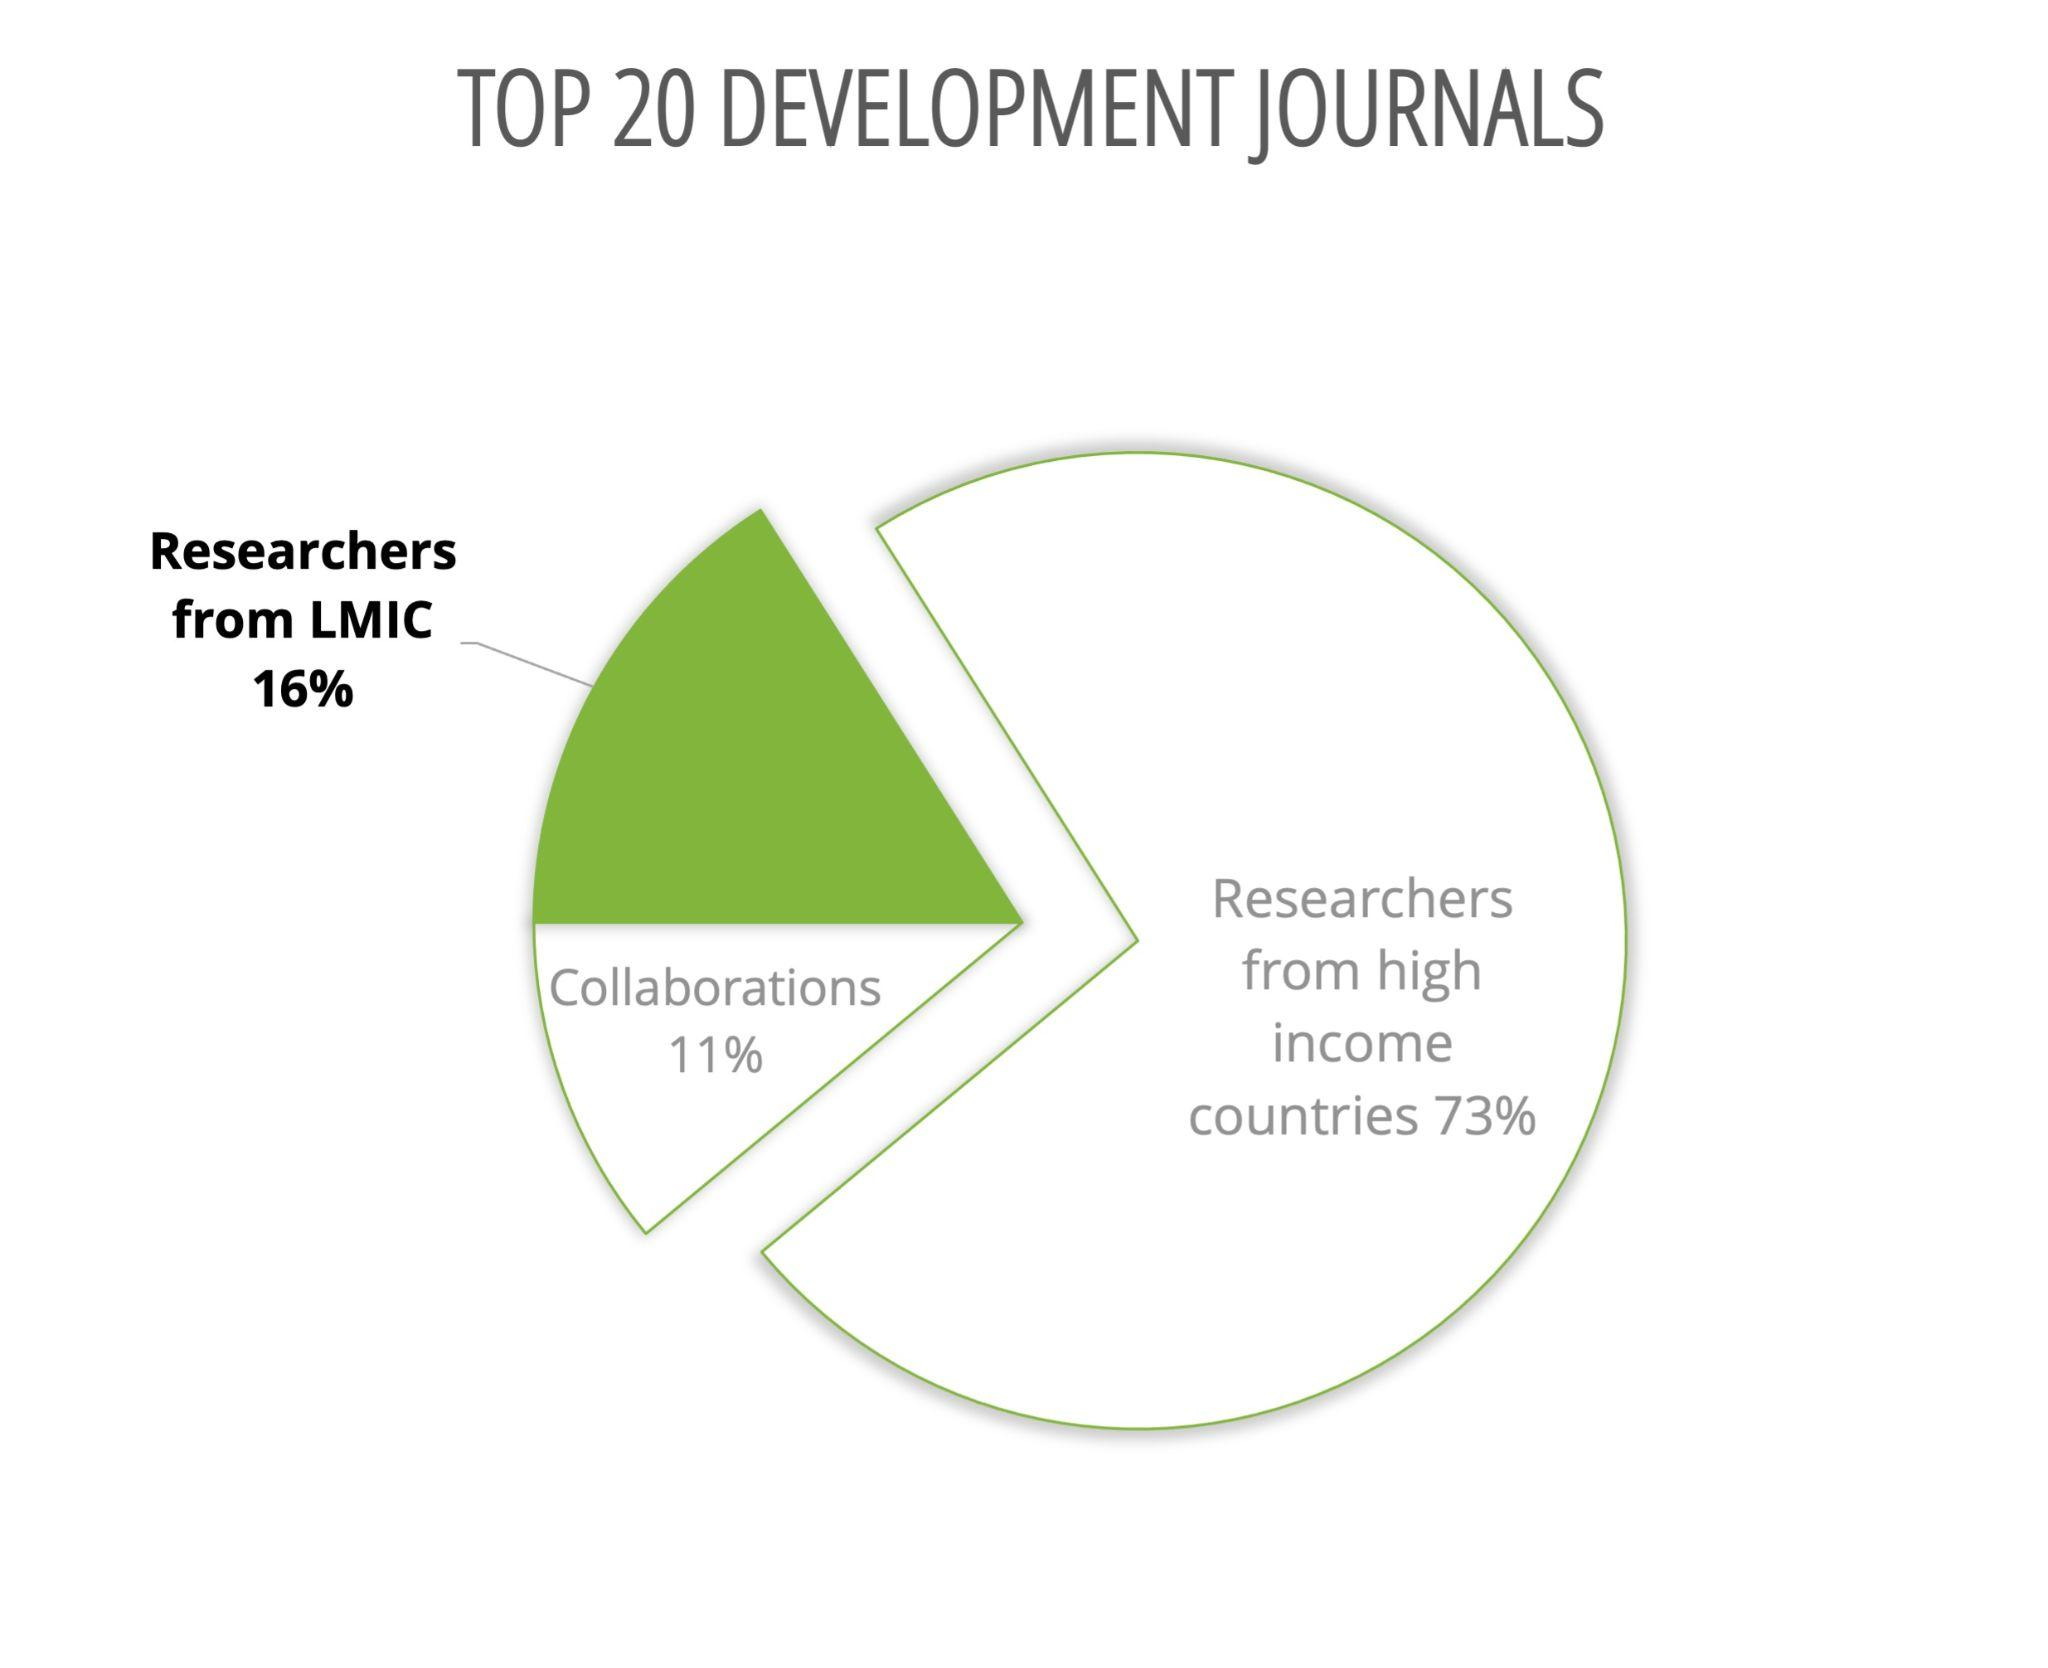 TOP 20 DEVELOPMENT JOURNALS
Researchers
from LMIC
16%
Collaborations
11%
Researchers
from high
income
countries 73%